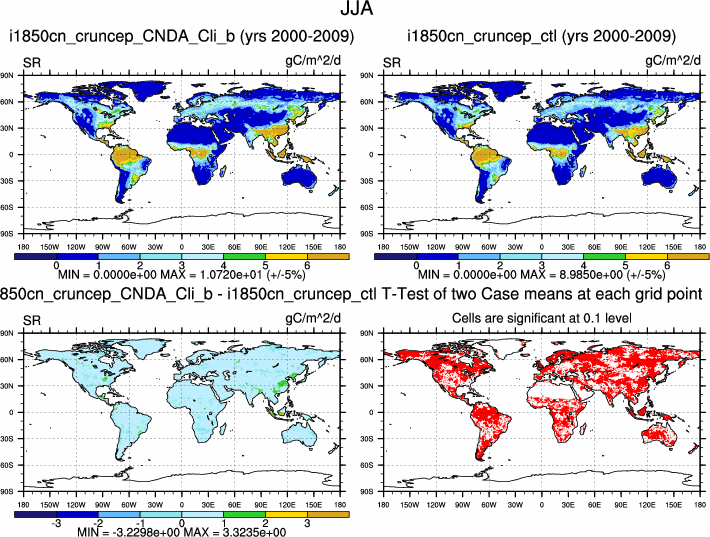 JJA
i1850cn_cruncep_CNDA_Cli_b (yrs 2000-2009)
SR gC/m^2/d
90N
60N
30N
0
30S
60S
90S
180 150W 120W 90W 60W 30W 0 30E 60E 90E 120E 150E 180
0 1 2 3 4 5 6
MIN = 0.0000e+00 MAX = 1.0720e+01 (+/-5%)
i1850cn_cruncep_ctl (yrs 2000-2009)
SR gC/m^2/d
90N
60N
30N
0
30S
60S
90S
180 150W 120W 90W 60W 30W 0 30E 60E 90E 120E 150E 180
0 1 2 3 4 5 6
MIN = 0.0000e+00 MAX = 8.9850e+00 (+/-5%)
850cn_cruncep_CNDA_Cli_b - i1850cn_cruncep_ctl
SR gC/m^2/d
90N
60N
30N
0
30S
60S
90S
180 150W 120W 90W 60W 30W 0 30E 60E 90E 120E 150E 180
-3 -2 -1 0 1 2 3
MIN = -3.2298e+00 MAX = 3.3235e+00
T-Test of two Case means at each grid point
Cells are significant at 0.1 level
90N
60N
30N
0
30S
60S
90S
180 150W 120W 90W 60W 30W 0 30E 60E 90E 120E 150E 180